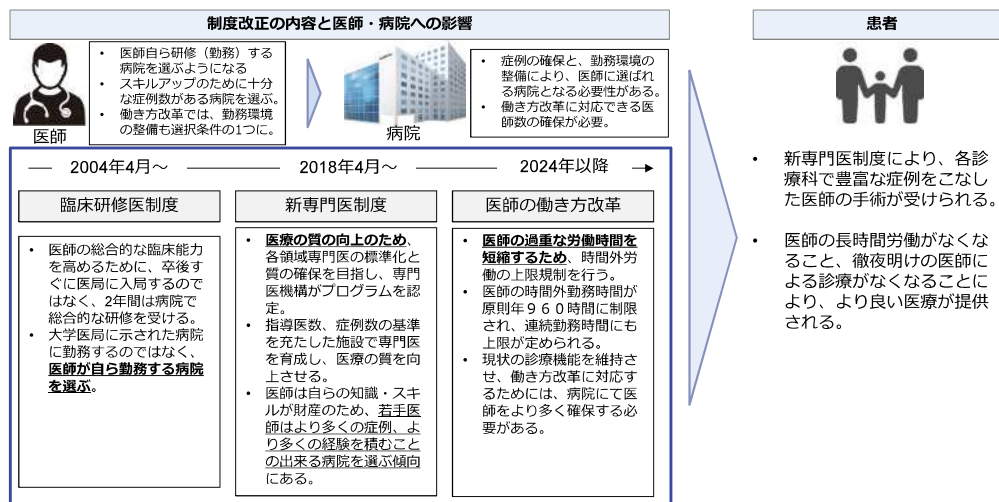 制度改正の内容と医師・病院への影響
患者
• 医師自ら研修（勤務）する
病院を選ぶようになる
• スキルアップのために十分
な症例数がある病院を選ぶ。
• 働き方改革では、勤務環境
の整備も選択条件の1つに。
医師
病院
• 症例の確保と、勤務環境の
整備により、医師に選ばれ
る病院となる必要性がある。
• 働き方改革に対応できる医
師数の確保が必要。
2004年4月～
2018年4月～
2024年以降
臨床研修医制度
新専門医制度
医師の働き方改革
• 医師の総合的な臨床能力
を高めるために、卒後す
ぐに医局に入局するので
はなく、2年間は病院で
総合的な研修を受ける。
• 大学医局に示された病院
に勤務するのではなく、
医師が自ら勤務する病院
を選ぶ。
• 医療の質の向上のため、
各領域専門医の標準化と
質の確保を目指し、専門
医機構がプログラムを認
定。
• 指導医数、症例数の基準
を充たした施設で専門医
を育成し、医療の質を向
上させる。
• 医師は自らの知識・スキ
ルが財産のため、若手医
師はより多くの症例、よ
り多くの経験を積むこと
の出来る病院を選ぶ傾向
にある。
• 医師の過重な労働時間を
短縮するため、時間外労
働の上限規制を行う。
• 医師の時間外勤務時間が
原則年９６０時間に制限
され、連続勤務時間にも
上限が定められる。
• 現状の診療機能を維持さ
せ、働き方改革に対応す
るためには、病院にて医
師をより多く確保する必
要がある。
• 新専門医制度により、各診
療科で豊富な症例をこなし
た医師の手術が受けられる。
• 医師の長時間労働がなくな
ること、徹夜明けの医師に
よる診療がなくなることに
より、より良い医療が提供
される。